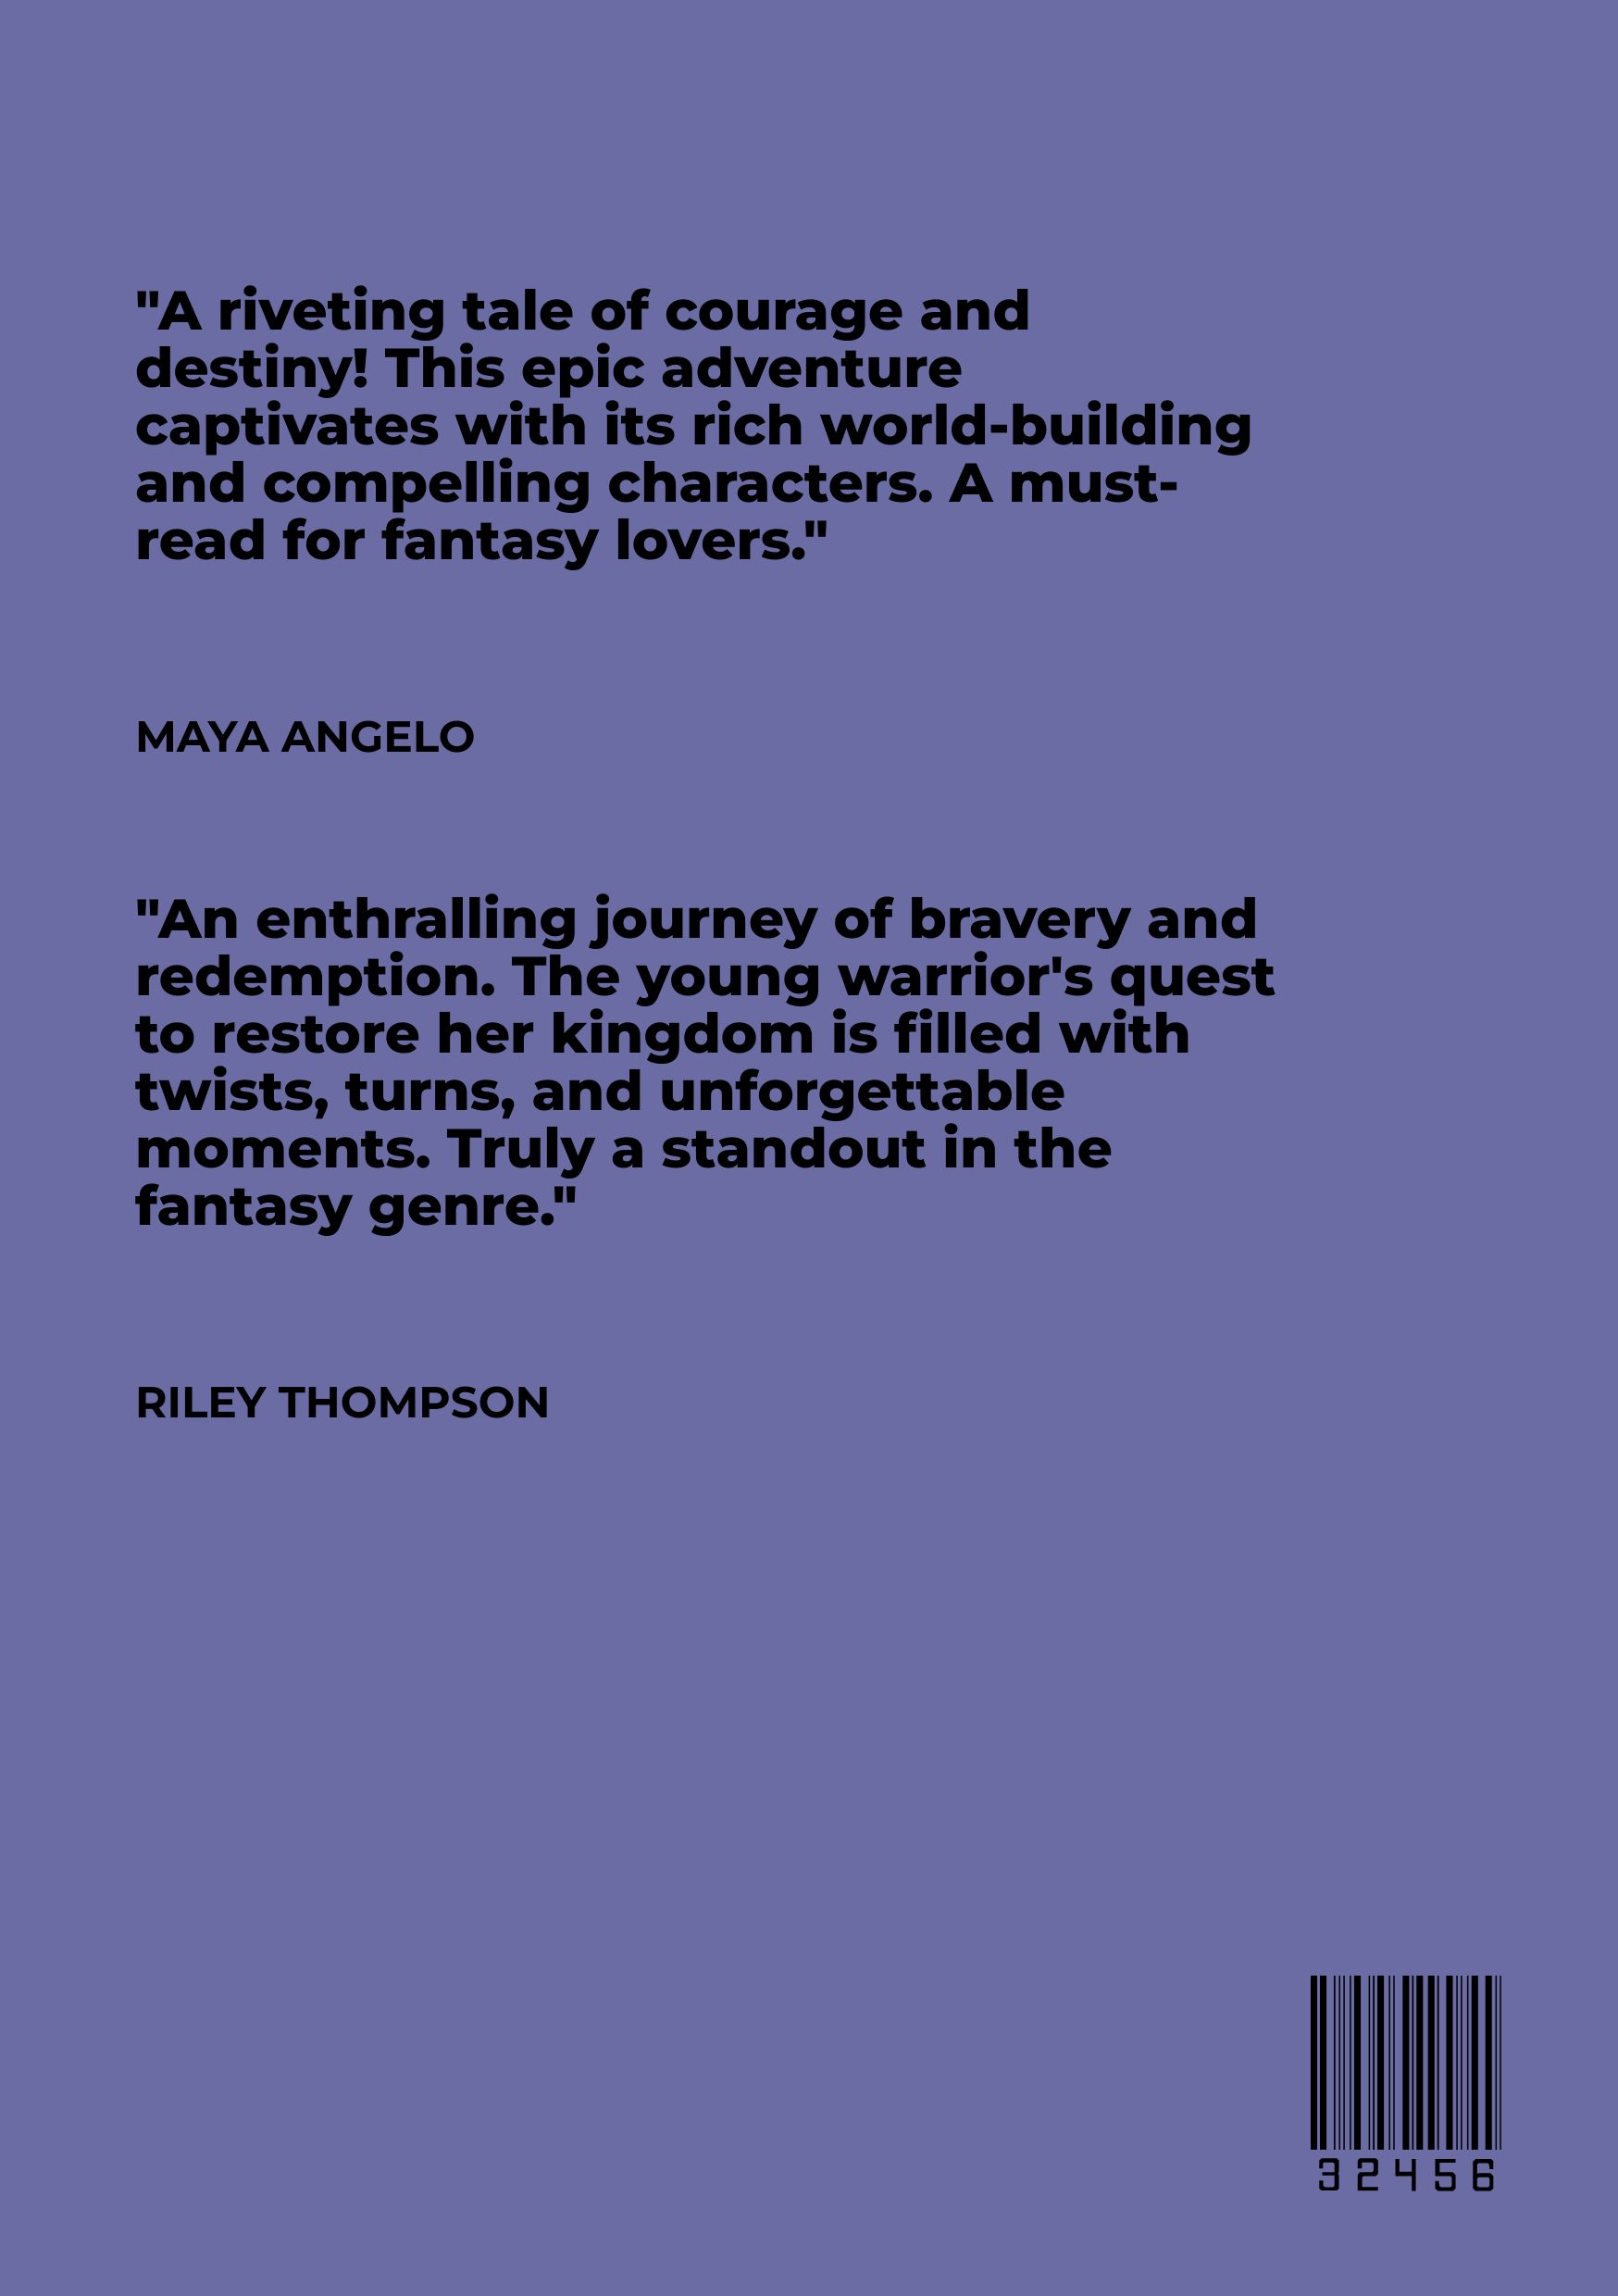 "A riveting tale of courage and
destiny! This epic adventure
captivates with its rich world-building
and compelling characters. A must-
read for fantasy lovers."
MAYA ANGELO
"An enthralling journey of bravery and
redemption. The young warrior's quest
to restore her kingdom is filled with
twists, turns, and unforgettable
moments. Truly a standout in the
fantasy genre."
RILEY THOMPSON
32456